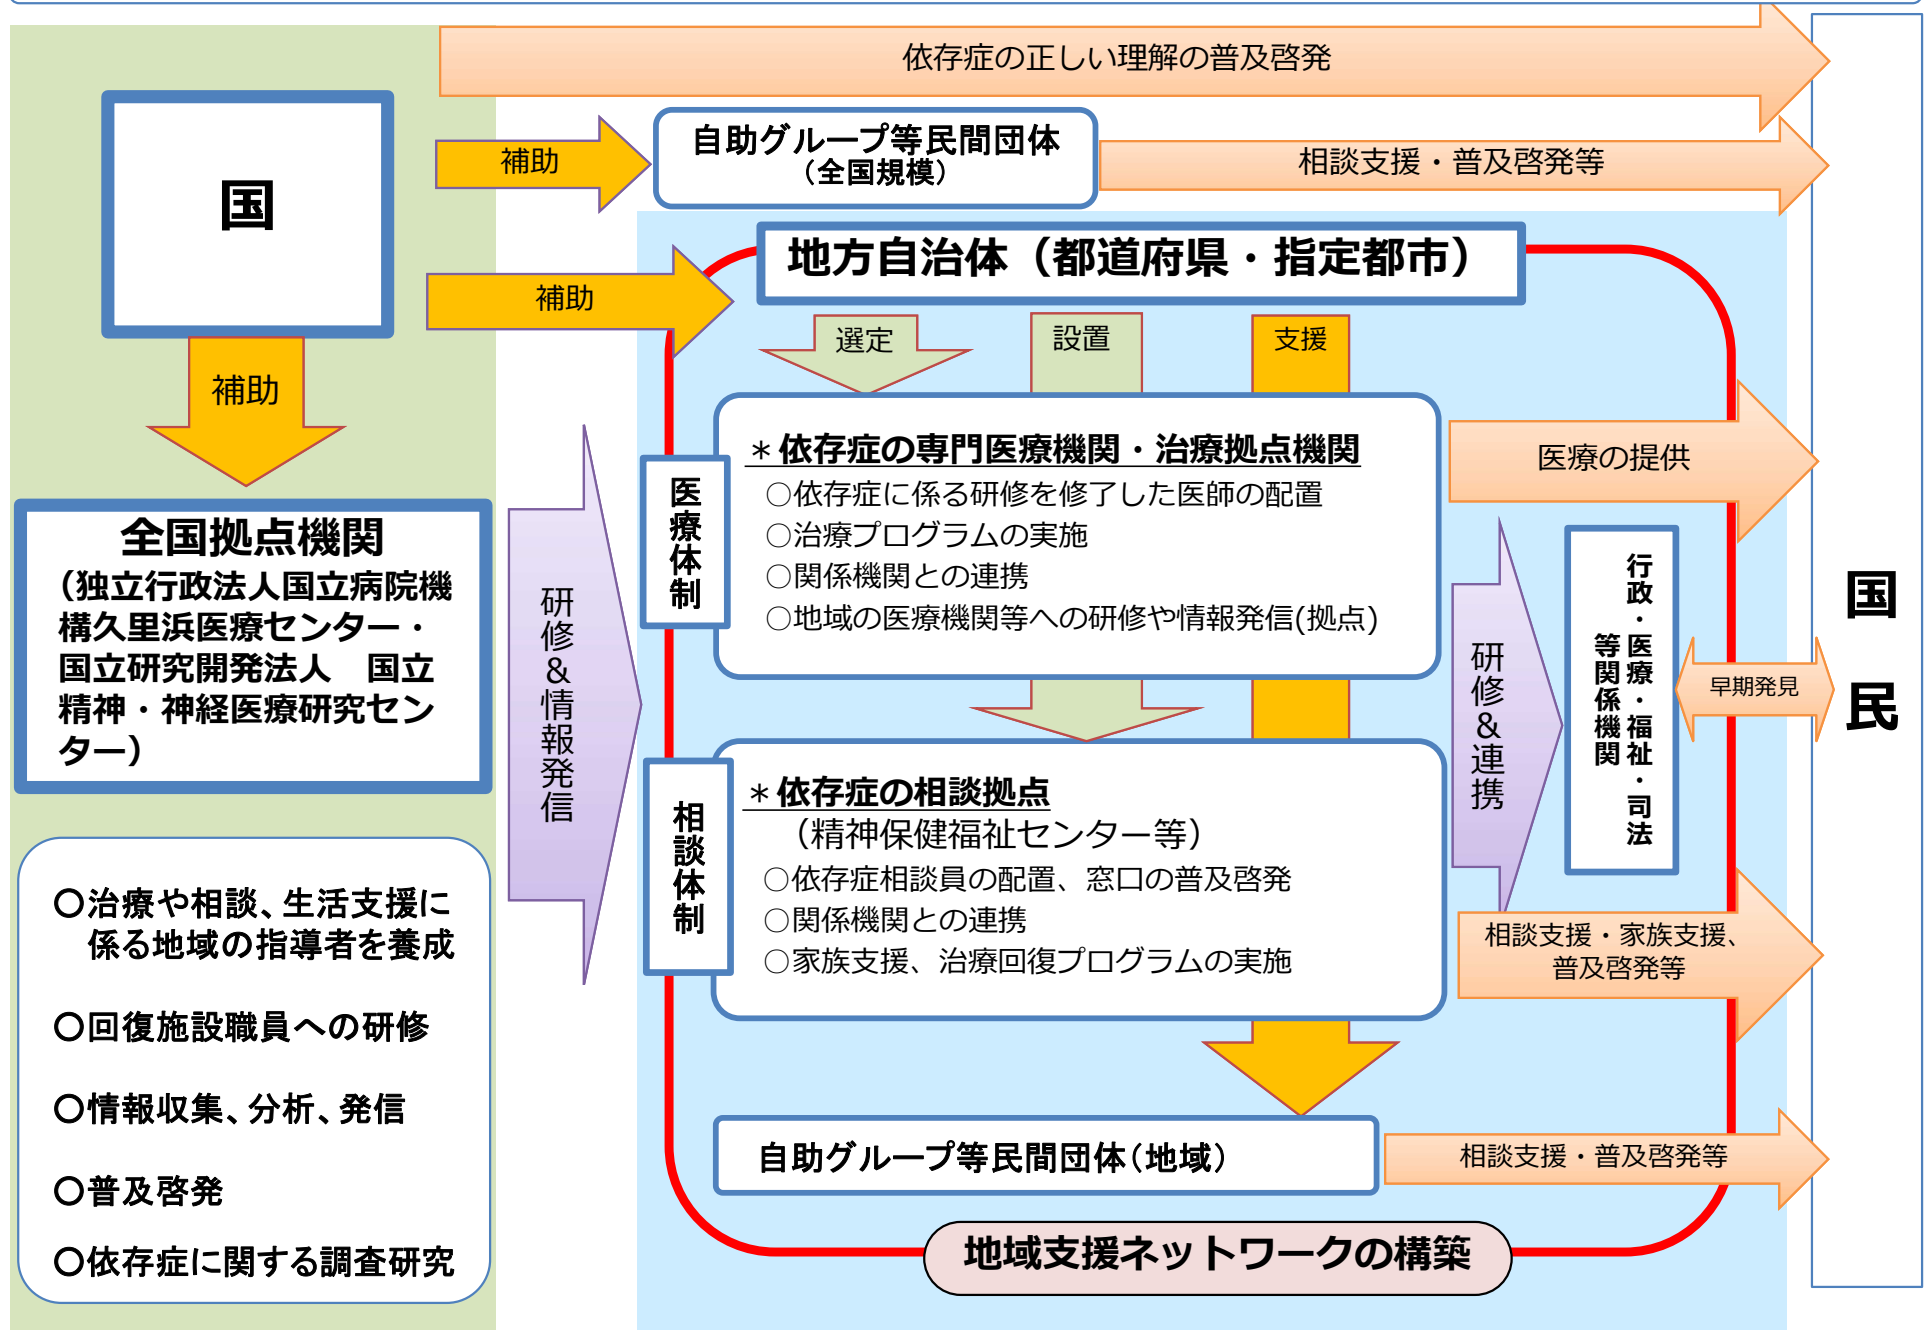 依存症の正しい理解の普及啓発
国
補助
自助グループ等民間団体
（全国規模）
相談支援・普及啓発等
地方自治体（都道府県・指定都市）
補助
選定
設置
支援
補助
全国拠点機関
（独立行政法人国立病院機
構久里浜医療センター・
国立研究開発法人　国立
精神・神経医療研究セン
ター）
研修&情報発信
医療体制
＊依存症の専門医療機関・治療拠点機関
○依存症に係る研修を修了した医師の配置
○治療プログラムの実施
○関係機関との連携
○地域の医療機関等への研修や情報発信(拠点)
医療の提供
研修&連携
行政・医療・福祉・司法
等関係機関
早期発見
国民
相談体制
＊依存症の相談拠点
（精神保健福祉センター等）
○依存症相談員の配置、窓口の普及啓発
○関係機関との連携
○家族支援、治療回復プログラムの実施
相談支援・家族支援、
普及啓発等
〇治療や相談、生活支援に
係る地域の指導者を養成
〇回復施設職員への研修
〇情報収集、分析、発信
〇普及啓発
〇依存症に関する調査研究
自助グループ等民間団体（地域）
相談支援・普及啓発等
地域支援ネットワークの構築